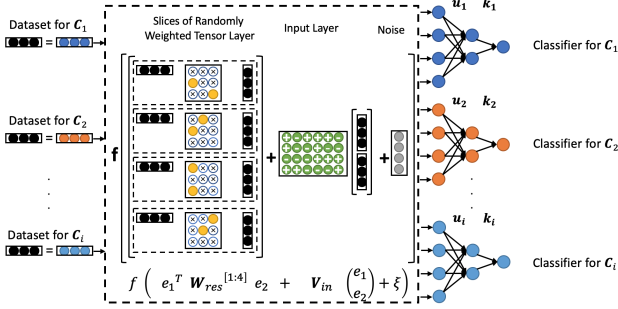 Dataset for C₁
=
Slices of Randomly
Weighted Tensor Layer
Input Layer
Noise
u₁ k₁
Classifier for C₁
Dataset for C₂
=
f
+
+
u₂ k₂
Classifier for C₂
.
.
.
Dataset for Cᵢ
=
uᵢ kᵢ
Classifier for Cᵢ
f ( e₁ᵀ W_res^[1:4] e₂ + V_in (e₁ e₂) + ξ )